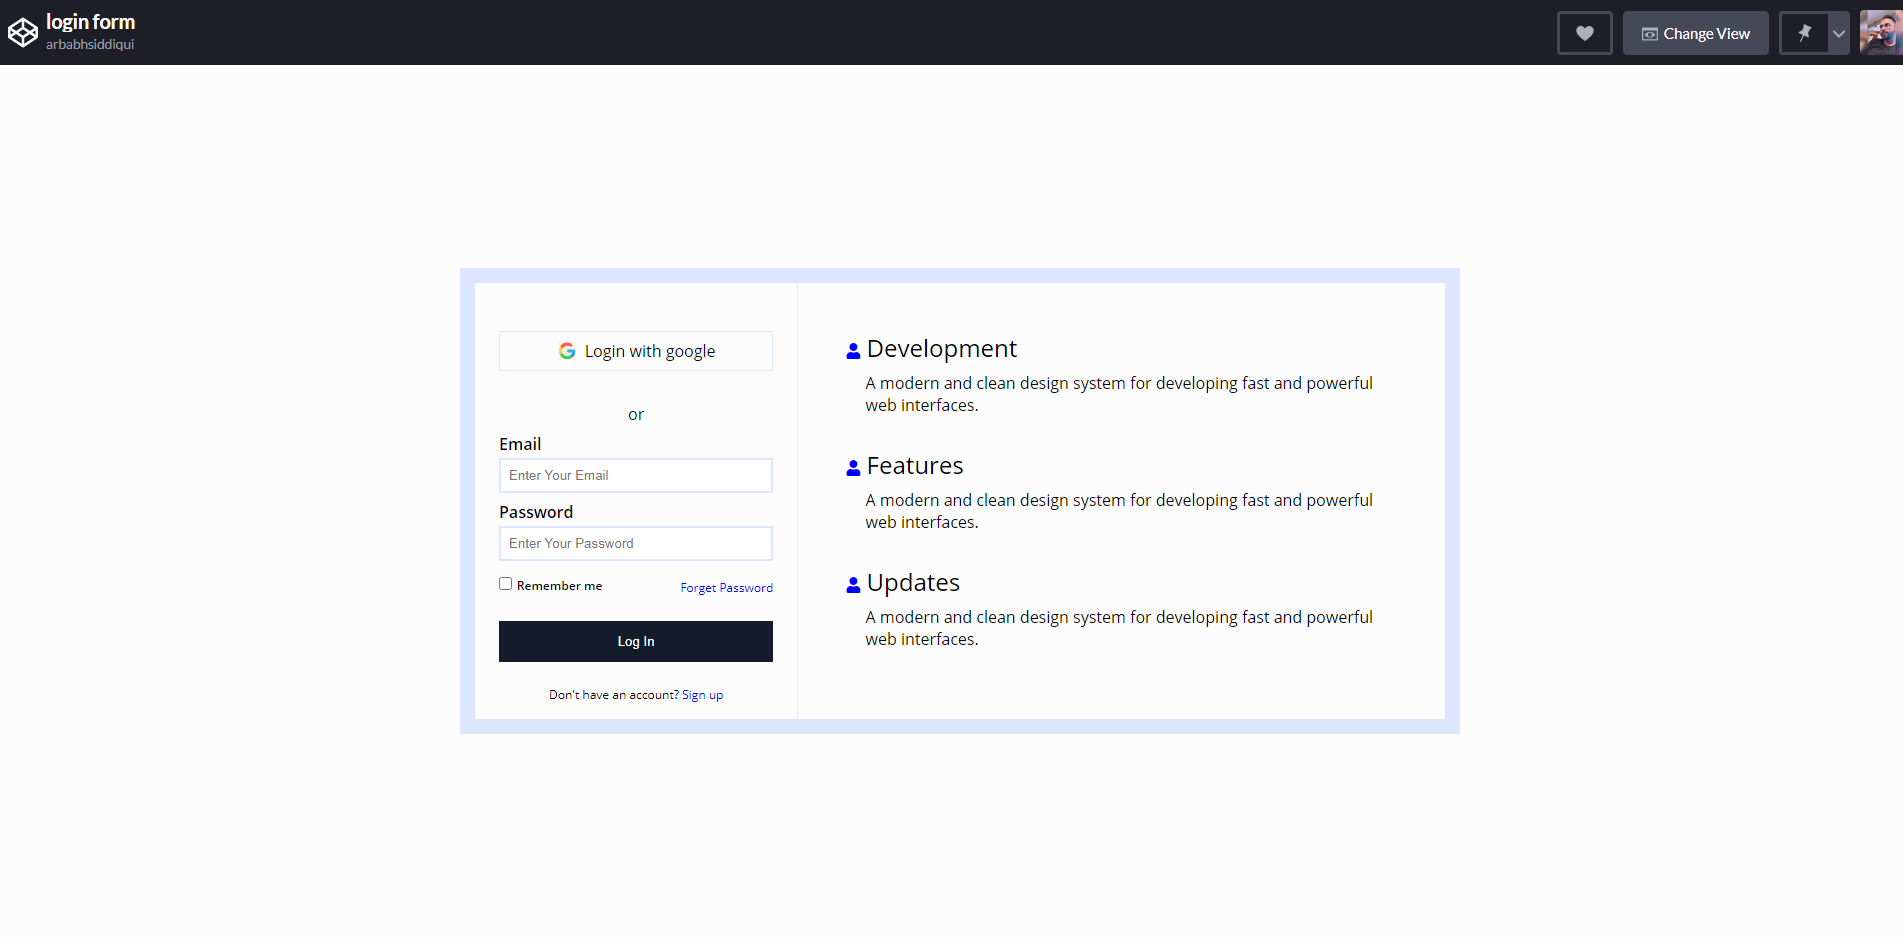 login form
arbabhsiddiqui
Change View
Login with google
or
Email
Enter Your Email
Password
Enter Your Password
Remember me
Forget Password
Log In
Don't have an account? Sign up
Development
A modern and clean design system for developing fast and powerful
web interfaces.
Features
A modern and clean design system for developing fast and powerful
web interfaces.
Updates
A modern and clean design system for developing fast and powerful
web interfaces.